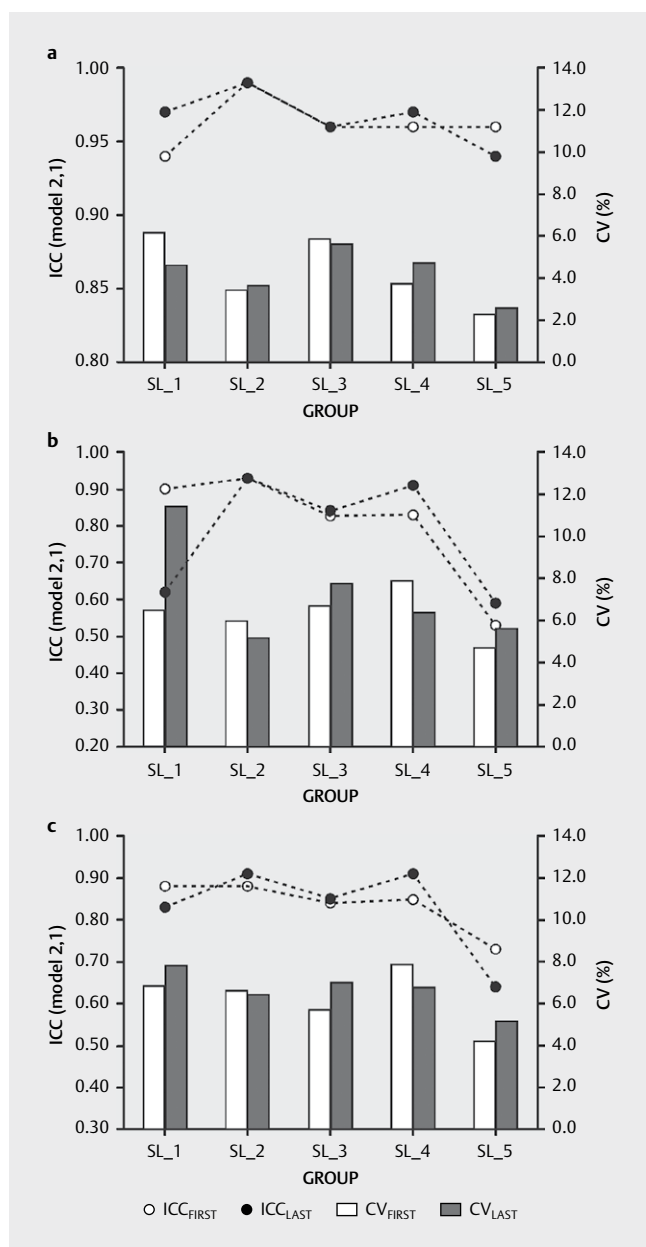 a
1.00
0.95
0.90
0.85
0.80
ICC (model 2,1)
14.0
12.0
10.0
8.0
6.0
4.0
2.0
0.0
CV (%)
SL_1 SL_2 SL_3 SL_4 SL_5
GROUP
b
1.00
0.90
0.80
0.70
0.60
0.50
0.40
0.30
0.20
ICC (model 2,1)
14.0
12.0
10.0
8.0
6.0
4.0
2.0
0.0
CV (%)
SL_1 SL_2 SL_3 SL_4 SL_5
GROUP
c
1.00
0.90
0.80
0.70
0.60
0.50
0.40
0.30
ICC (model 2,1)
14.0
12.0
10.0
8.0
6.0
4.0
2.0
0.0
CV (%)
SL_1 SL_2 SL_3 SL_4 SL_5
GROUP
ICC_FIRST ICC_LAST CV_FIRST CV_LAST